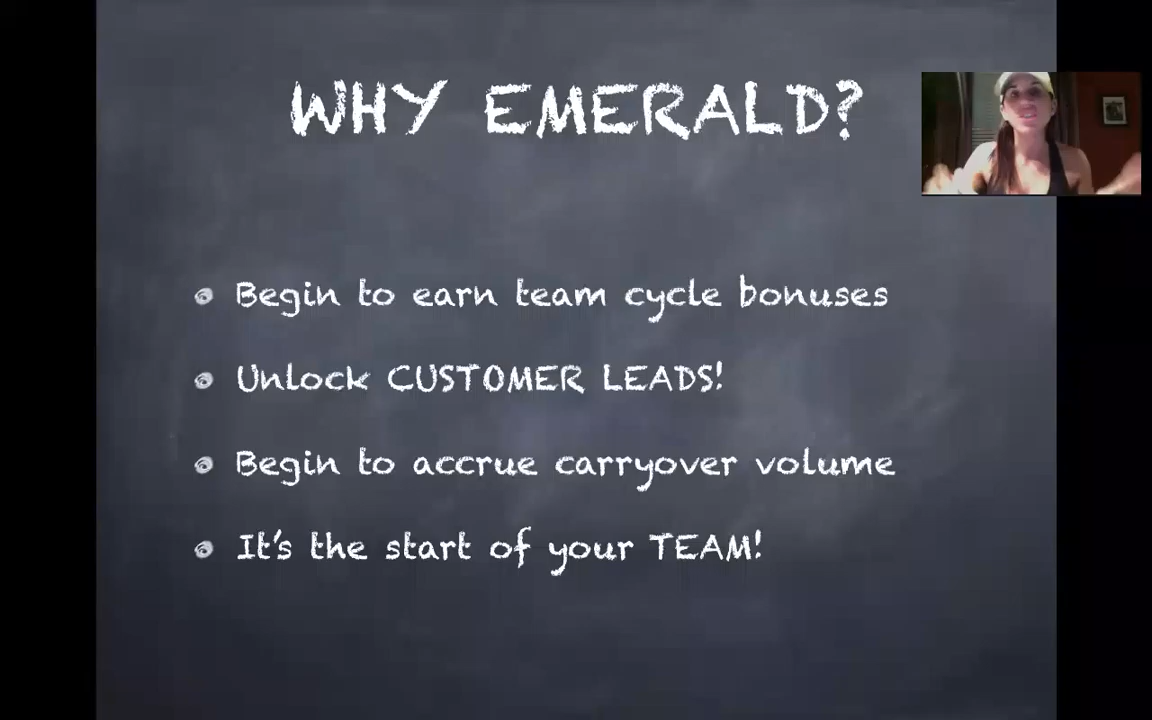 WHY EMERALD?
Begin to earn team cycle bonuses
Unlock CUSTOMER LEADS!
Begin to accrue carryover volume
It's the start of your TEAM!